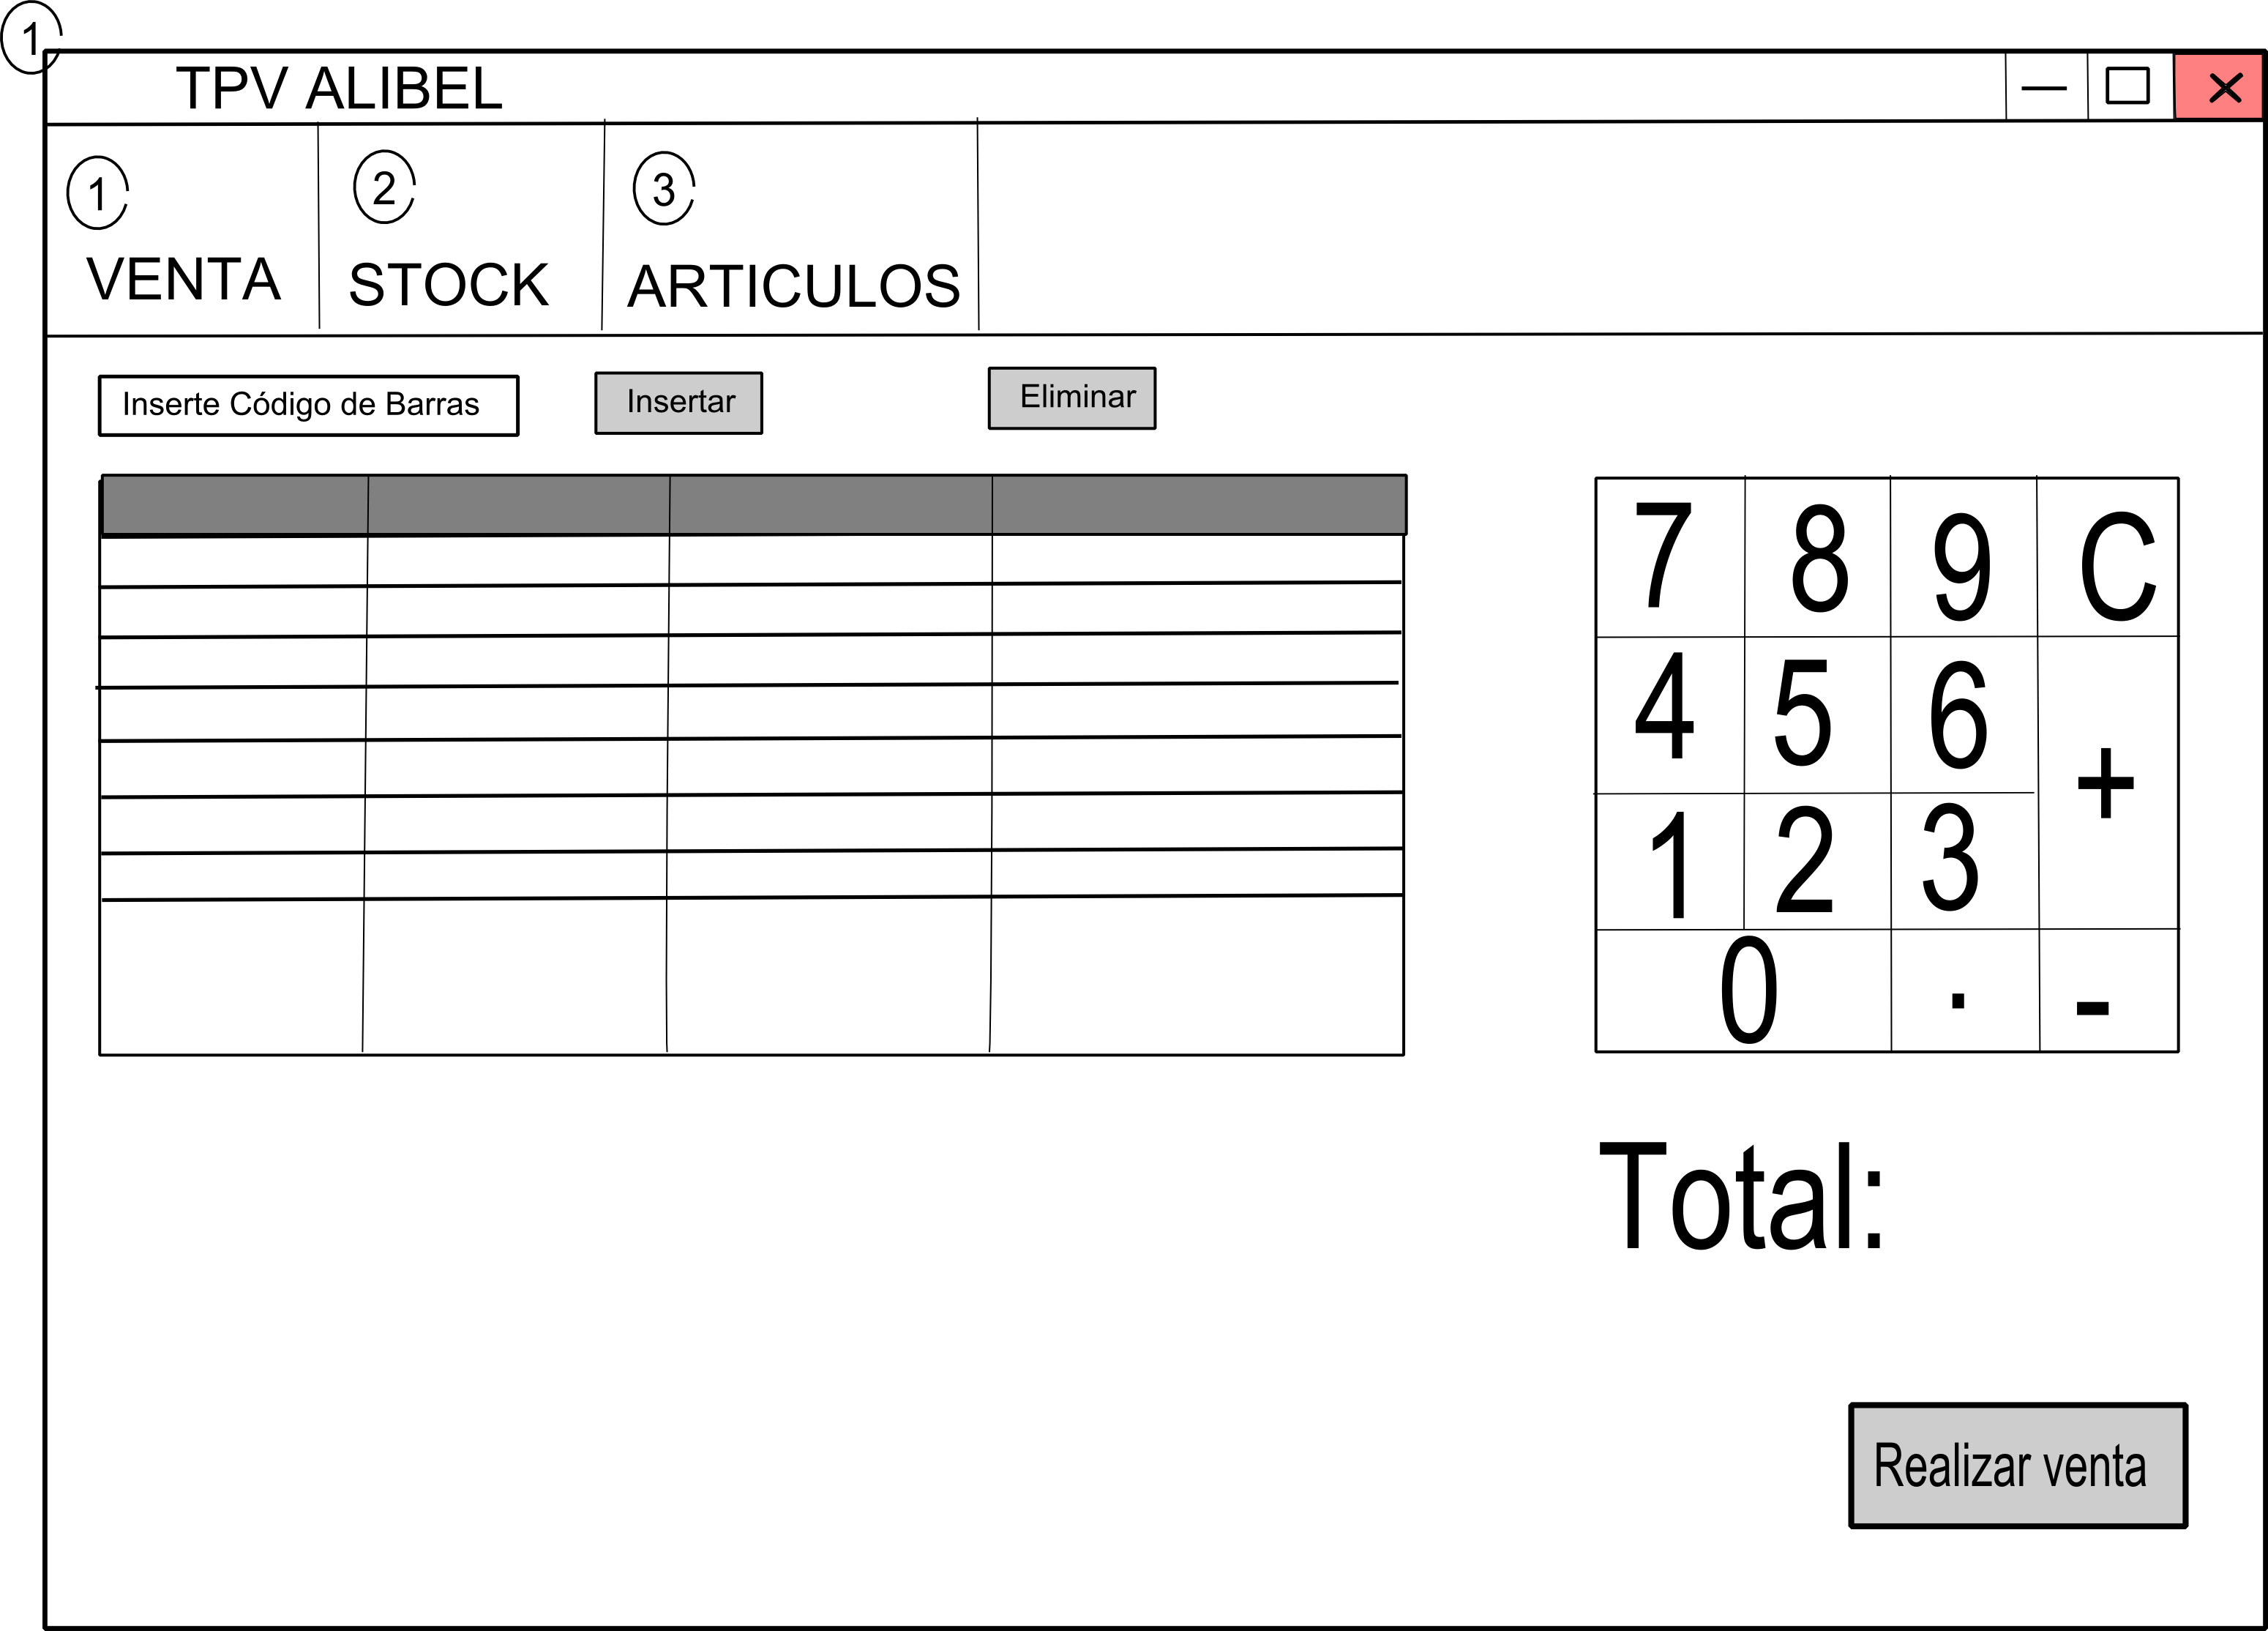 1
TPV ALIBEL
1 2 3
VENTA STOCK ARTICULOS
Inserte Código de Barras Insertar Eliminar
7 8 9 C
4 5 6 +
1 2 3
0 . -
Total:
Realizar venta